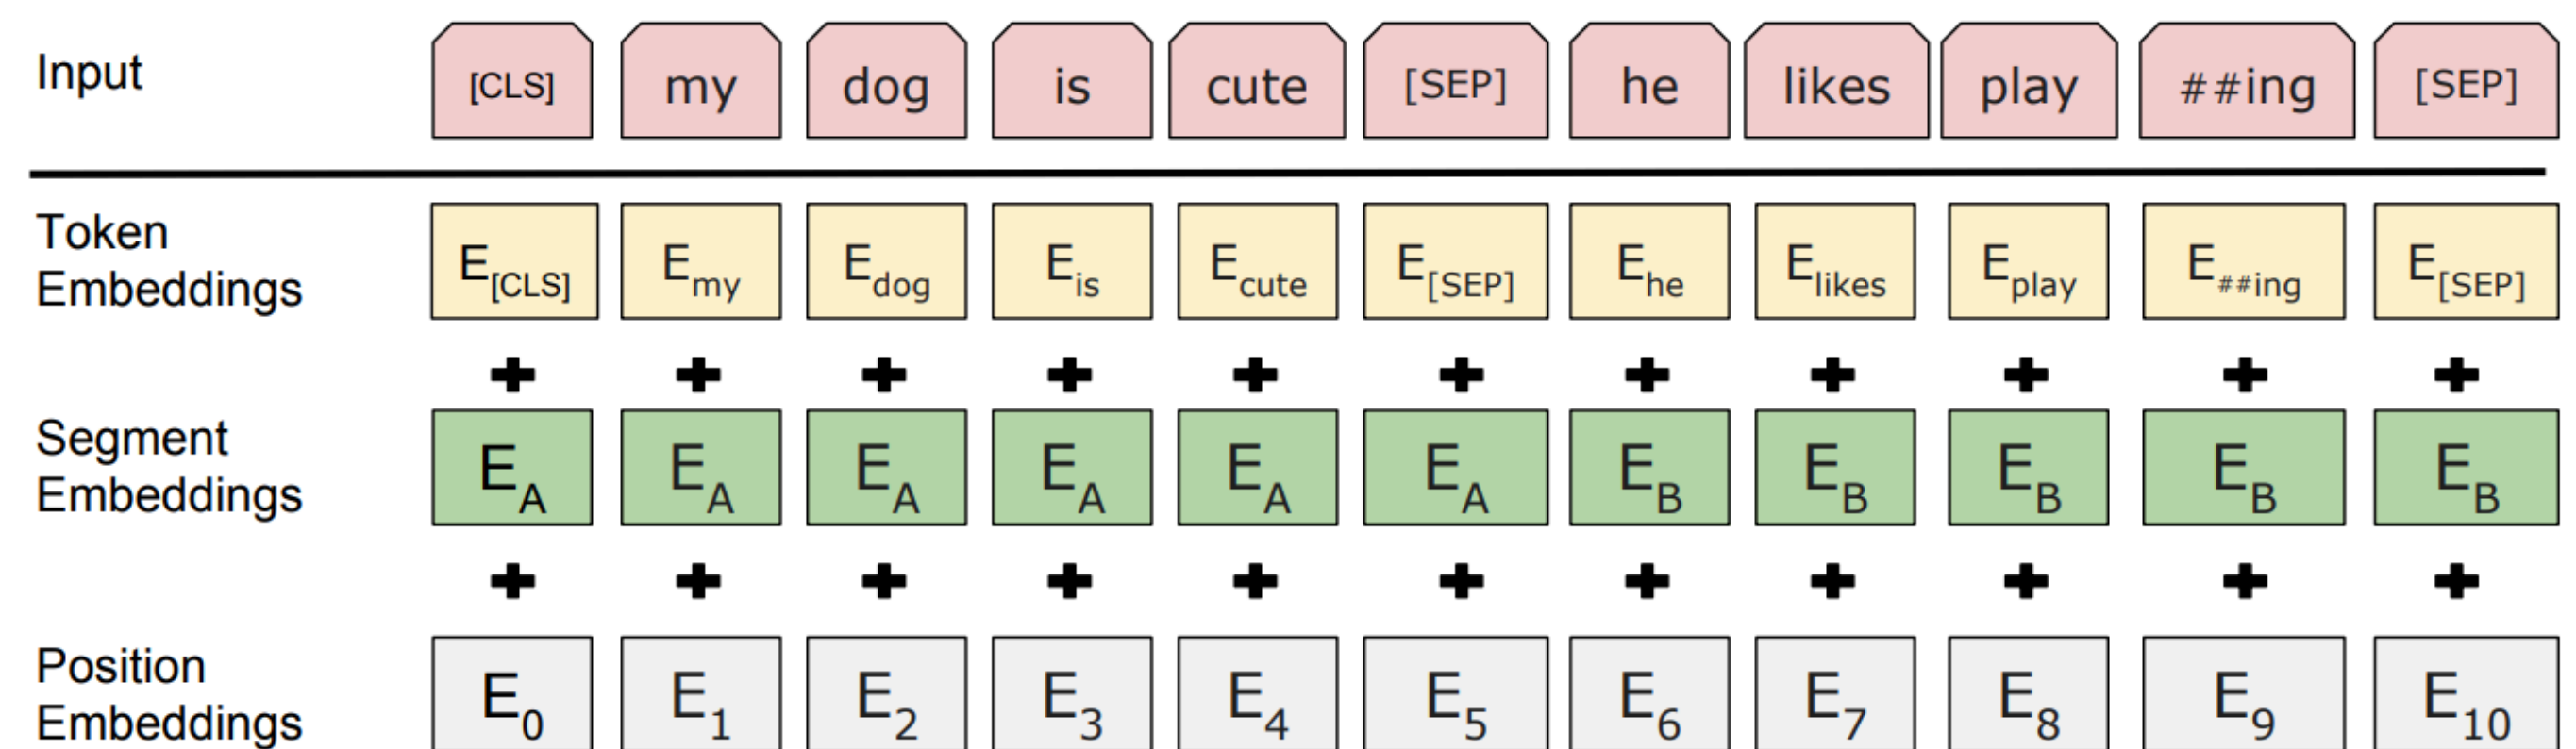 Input [CLS] my dog is cute [SEP] he likes play ##ing [SEP]
Token Embeddings E[CLS] Emy Edog Eis Ecute E[SEP] Ehe Elikes Eplay E##ing E[SEP]
+ + + + + + + + + + +
Segment Embeddings EA EA EA EA EA EA EB EB EB EB EB
+ + + + + + + + + + +
Position Embeddings E0 E1 E2 E3 E4 E5 E6 E7 E8 E9 E10